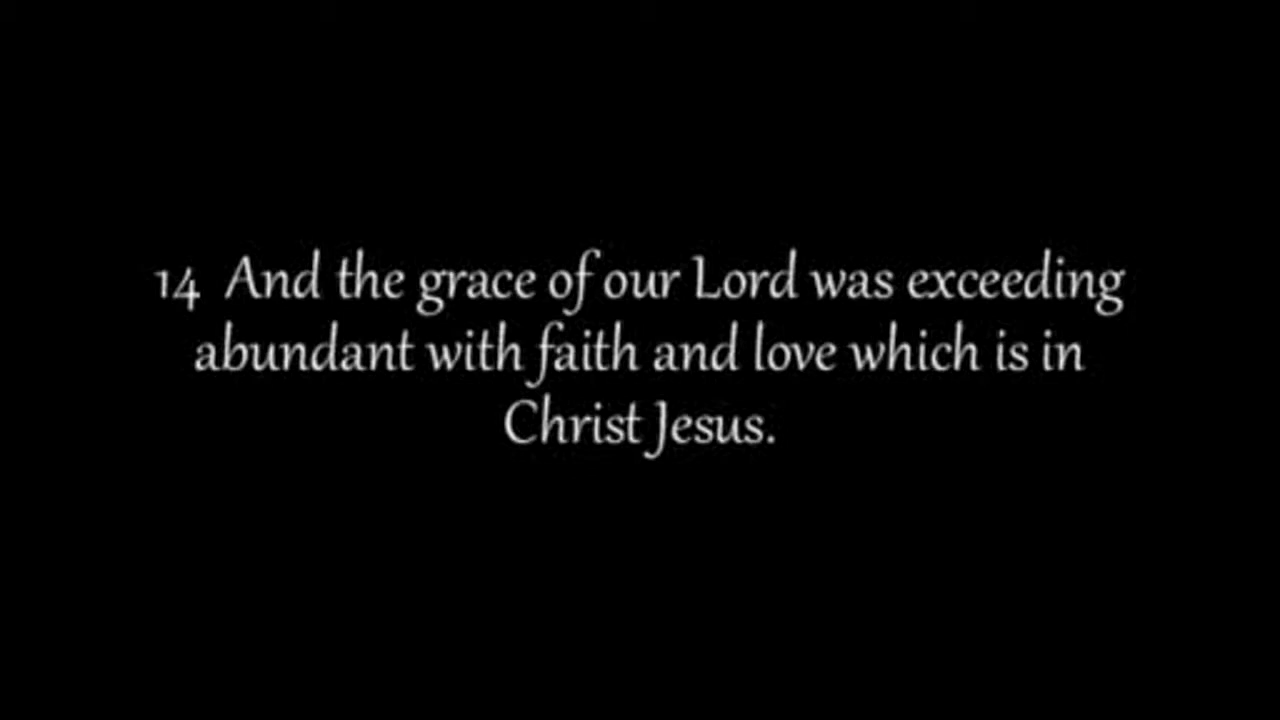 14 And the grace of our Lord was exceeding
abundant with faith and love which is in
Christ Jesus.